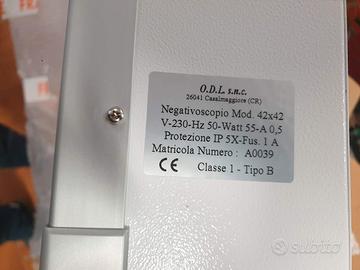 O.D.L. s.n.c.
26041 Casalmaggiore (CR)
Negativoscopio Mod. 42x42
V-230-Hz 50-Watt 55-A 0,5
Protezione IP 5X-Fus. 1 A
Matricola Numero : A0039
CE Classe 1 - Tipo B
subito